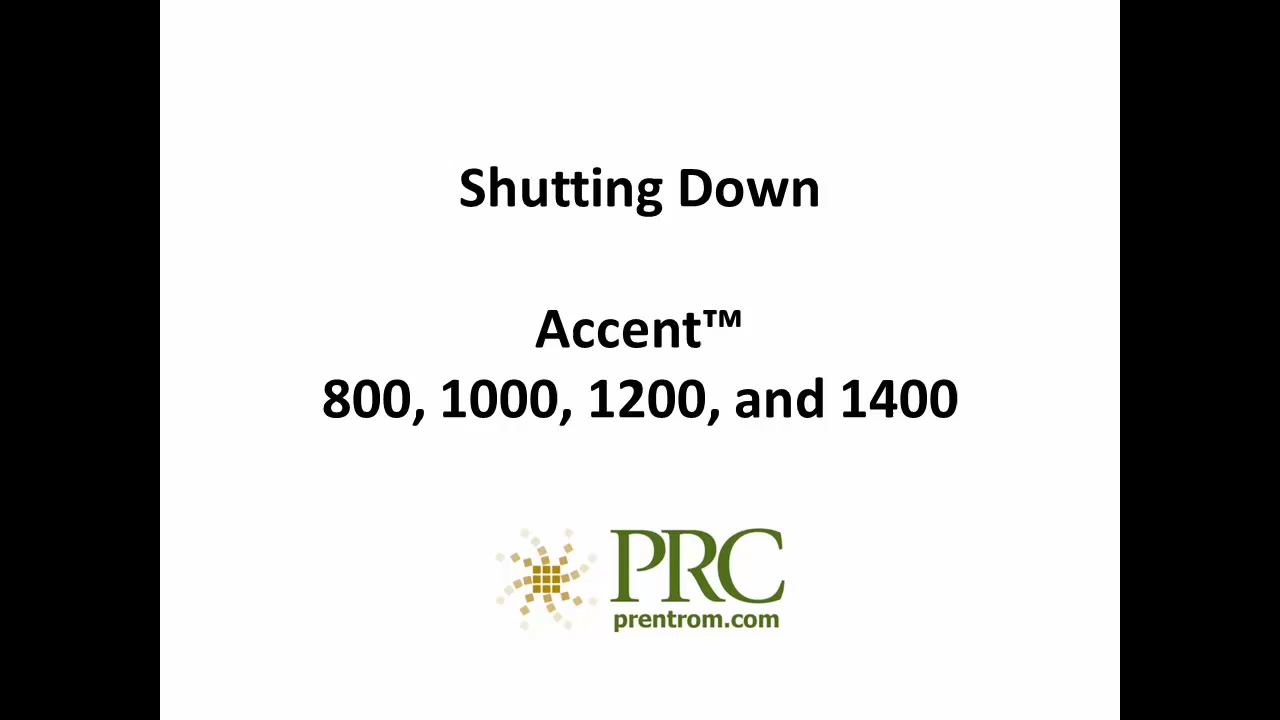 Shutting Down
Accent™
800, 1000, 1200, and 1400
PRC
prentrom.com